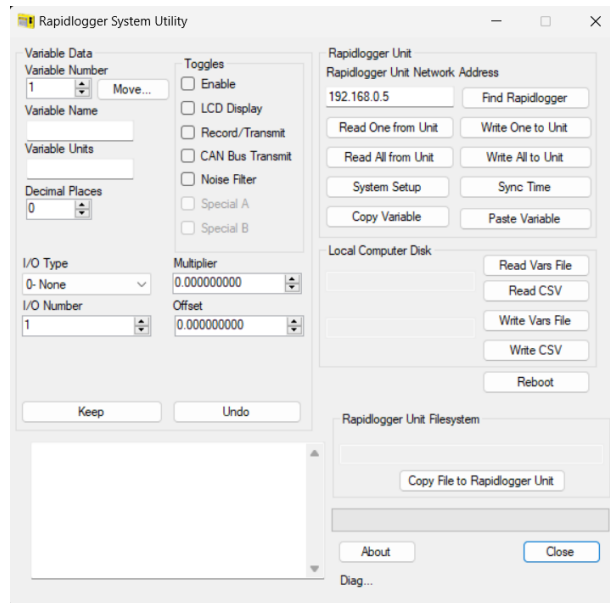 Rapidlogger System Utility
Variable Data
Variable Number
1
Move...
Variable Name
Variable Units
Decimal Places
0
Toggles
Enable
LCD Display
Record/Transmit
CAN Bus Transmit
Noise Filter
Special A
Special B
I/O Type
0- None
Multiplier
0.000000000
I/O Number
1
Offset
0.000000000
Keep
Undo
Rapidlogger Unit
Rapidlogger Unit Network Address
192.168.0.5
Find Rapidlogger
Read One from Unit
Write One to Unit
Read All from Unit
Write All to Unit
System Setup
Sync Time
Copy Variable
Paste Variable
Local Computer Disk
Read Vars File
Read CSV
Write Vars File
Write CSV
Reboot
Rapidlogger Unit Filesystem
Copy File to Rapidlogger Unit
About
Close
Diag...